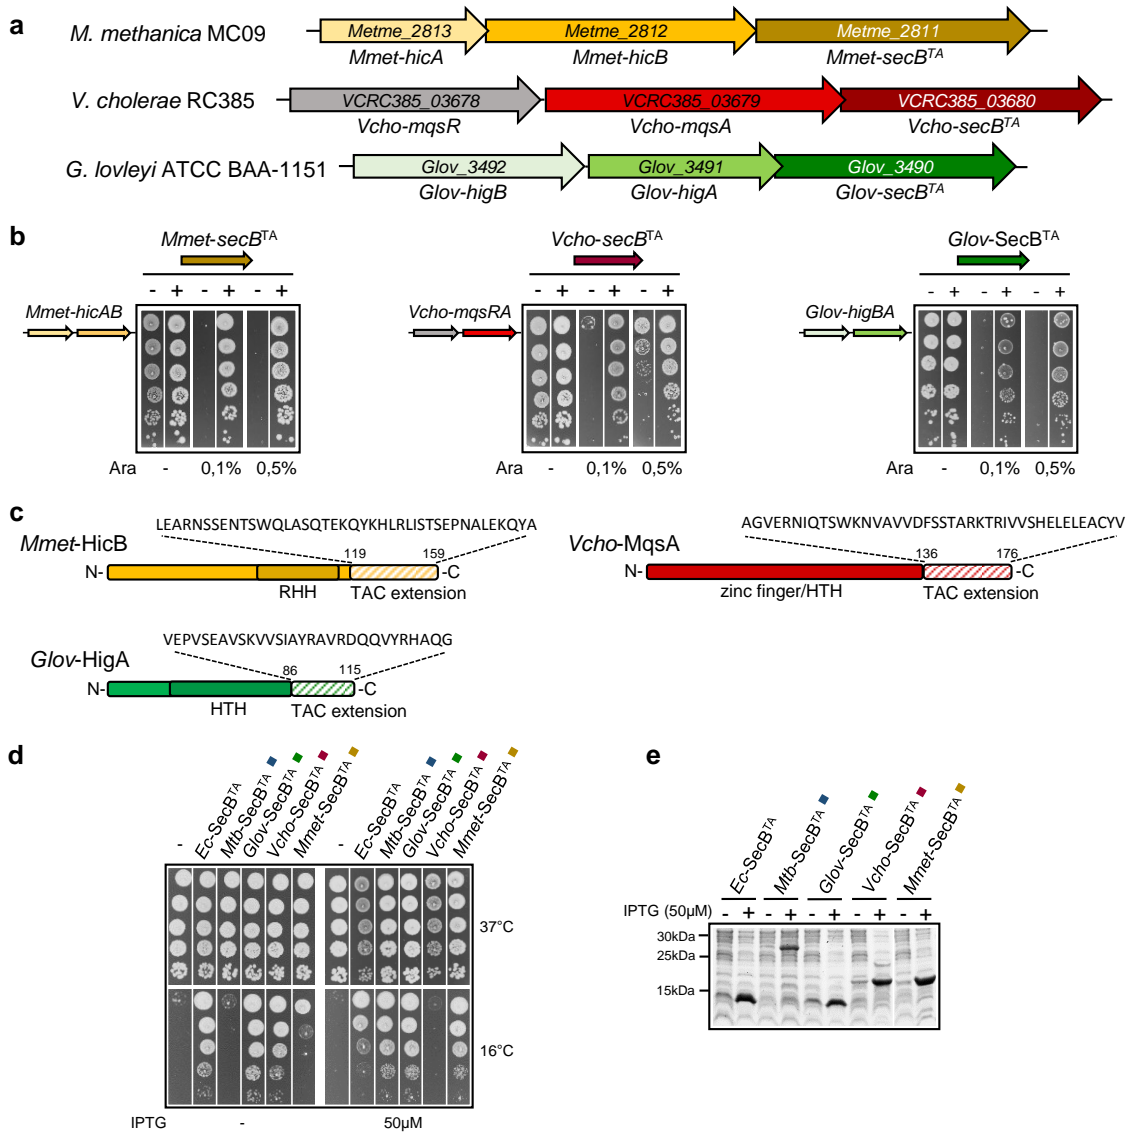 a
M. methanica MC09
Metme_2813
Metme_2812
Metme_2811
Mmet-hicA
Mmet-hicB
Mmet-secBTA
V. cholerae RC385
VCRC385_03678
VCRC385_03679
VCRC385_03680
Vcho-mqsR
Vcho-mqsA
Vcho-secBTA
G. lovleyi ATCC BAA-1151
Glov_3492
Glov_3491
Glov_3490
Glov-higB
Glov-higA
Glov-secBTA
b
Mmet-secBTA
- + - + - +
Mmet-hicAB
Ara - 0,1% 0,5%
Vcho-secBTA
- + - + - +
Vcho-mqsRA
Ara - 0,1% 0,5%
Glov-SecBTA
- + - + - +
Glov-higBA
Ara - 0,1% 0,5%
c
LEARNSSENTSWQLASQTEKQYKHLRLISTSEPNALEKQYA
Mmet-HicB
119 159
N- -C
RHH TAC extension
AGVERNIQTSWKNVAVVDFSSTARKTRIVVSHELELEACYV
Vcho-MqsA
136 176
N- -C
zinc finger/HTH TAC extension
VEPVSEAVSKVVSIAYRAVRDQQVYRHAQG
Glov-HigA
86 115
N- -C
HTH TAC extension
d
- Ec-SecBTA Mtb-SecBTA Glov-SecBTA Vcho-SecBTA Mmet-SecBTA
- Ec-SecBTA Mtb-SecBTA Glov-SecBTA Vcho-SecBTA Mmet-SecBTA
37°C
16°C
IPTG - 50µM
e
Ec-SecBTA Mtb-SecBTA Glov-SecBTA Vcho-SecBTA Mmet-SecBTA
IPTG (50µM) - + - + - + - + - +
30kDa
25kDa
15kDa